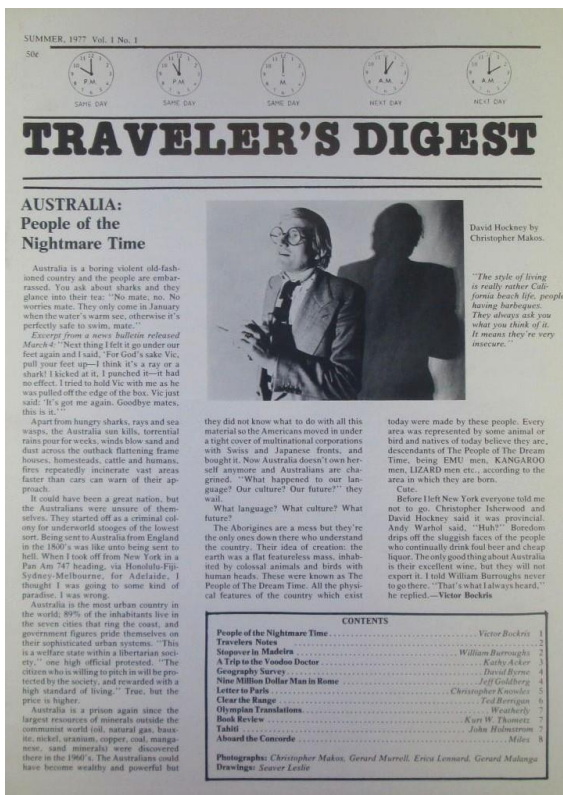 SUMMER, 1977 Vol. 1 No. 1
50¢
P.M.
P.M.
M.
A.M.
A.M.
SAME DAY
SAME DAY
SAME DAY
NEXT DAY
NEXT DAY
TRAVELER'S DIGEST
AUSTRALIA:
People of the
Nightmare Time
Australia is a boring violent old-fash-
ioned country and the people are embar-
rassed. You ask about sharks and they
glance into their tea: "No mate, no. No
worries mate. They only come in January
when the water's warm see, otherwise it's
perfectly safe to swim, mate."
Excerpt from a news bulletin released
March 4: "Next thing I felt it go under our
feet again and I said, 'For God's sake Vic,
pull your feet up—I think it's a ray or a
shark! I kicked at it, I punched it—it had
no effect. I tried to hold Vic with me as he
was pulled off the edge of the box. Vic just
said: 'It's got me again. Goodbye mates,
this is it.'"
Apart from hungry sharks, rays and sea
wasps, the Australia sun kills, torrential
rains pour for weeks, winds blow sand and
dust across the outback flattening frame
houses, homesteads, cattle and humans,
fires repeatedly incinerate vast areas
faster than cars can warn of their ap-
proach.
It could have been a great nation, but
the Australians were unsure of them-
selves. They started off as a criminal col-
ony for underworld stooges of the lowest
sort. Being sent to Australia from England
in the 1800's was like unto being sent to
hell. When I took off from New York in a
Pan Am 747 heading, via Honolulu-Fiji-
Sydney-Melbourne, for Adelaide, I
thought I was going to some kind of
paradise. I was wrong.
Australia is the most urban country in
the world; 89% of the inhabitants live in
the seven cities that ring the coast, and
government figures pride themselves on
their sophisticated urban systems. "This
is a welfare state within a libertarian soci-
ety," one high official protested. "The
citizen who is willing to pitch in will be pro-
tected by the society, and rewarded with a
high standard of living." True, but the
price is higher.
Australia is a prison again since the
largest resources of minerals outside the
communist world (oil, natural gas, baux-
ite, nickel, uranium, copper, coal, manga-
nese, sand minerals) were discovered
there in the 1960's. The Australians could
have become wealthy and powerful but
David Hockney by
Christopher Makos.
"The style of living
is really rather Cali-
fornia beach life, people
having barbeques.
They always ask you
what you think of it.
It means they're very
insecure."
they did not know what to do with all this
material so the Americans moved in under
a tight cover of multinational corporations
with Swiss and Japanese fronts, and
bought it. Now Australia doesn't own her-
self anymore and Australians are cha-
grined. "What happened to our lan-
guage? Our culture? Our future?" they
wail.
What language? What culture? What
future?
The Aborigines are a mess but they're
the only ones down there who understand
the country. Their idea of creation: the
earth was a flat featureless mass, inhab-
ited by colossal animals and birds with
human heads. These were known as The
People of The Dream Time. All the physi-
cal features of the country which exist
today were made by these people. Every
area was represented by some animal or
bird and natives of today believe they are,
descendants of The People of The Dream
Time, being EMU men, KANGAROO
men, LIZARD men etc., according to the
area in which they are born.
Cute.
Before I left New York everyone told me
not to go. Christopher Isherwood and
David Hockney said it was provincial.
Andy Warhol said, "Huh?" Boredom
drips off the sluggish faces of the people
who continually drink foul beer and cheap
liquor. The only good thing about Australia
is their excellent wine, but they will not
export it. I told William Burroughs never
to go there. "That's what I always heard,"
he replied.—Victor Bockris
CONTENTS
People of the Nightmare Time Victor Bockris 1
Travelers Notes 2
Stopover in Madeira William Burroughs 2
A Trip to the Voodoo Doctor Kathy Acker 3
Geography Survey David Byrne 4
Nine Million Dollar Man in Rome Jeff Goldberg 4
Letter to Paris Christopher Knowles 5
Clear the Range Ted Berrigan 6
Olympian Translations Weatherly 7
Book Review Kurt W. Thometz 7
Tahiti John Holmstrom 7
Aboard the Concorde Miles 8
Photographs: Christopher Makos, Gerard Murrell, Erica Lennard, Gerard Malanga
Drawings: Seaver Leslie